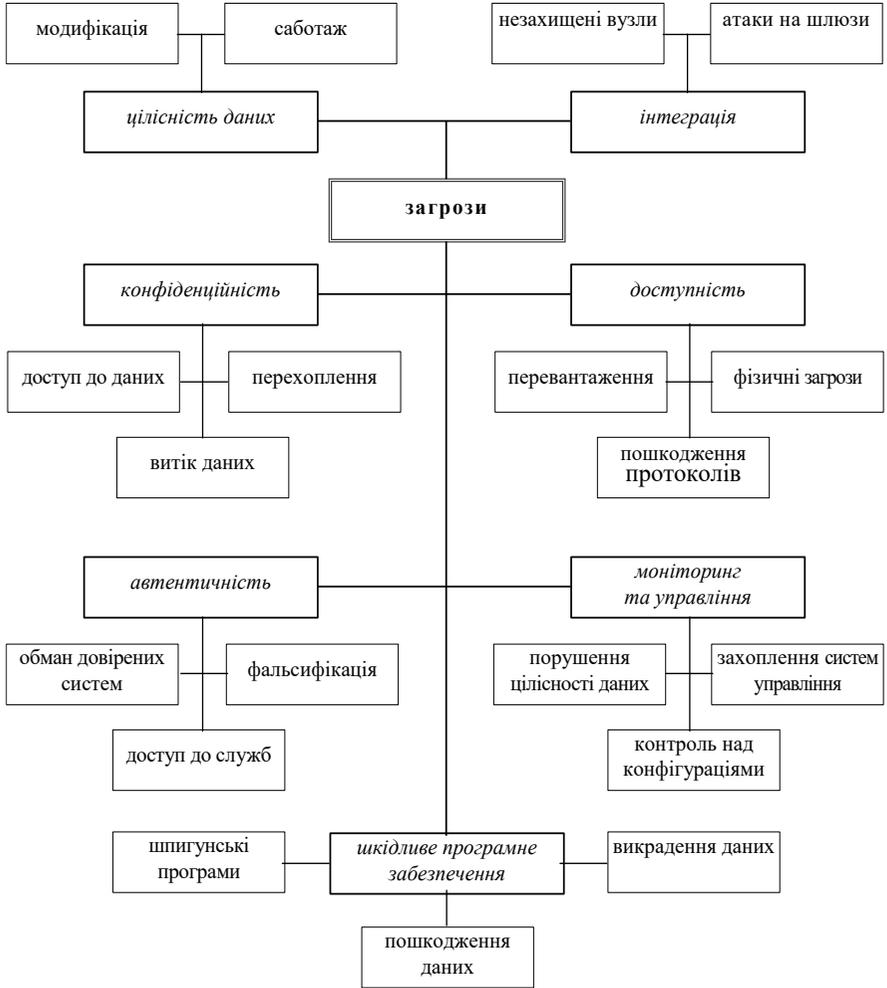 модифікація
саботаж
незахищені вузли
атаки на шлюзи
цілісність даних
інтеграція
загрози
конфіденційність
доступність
доступ до даних
перехоплення
перевантаження
фізичні загрози
витік даних
пошкодження
протоколів
автентичність
моніторинг
та управління
обман довірених
систем
фальсифікація
порушення
цілісності даних
захоплення систем
управління
доступ до служб
контроль над
конфігураціями
шпигунські
програми
шкідливе програмне
забезпечення
викрадення даних
пошкодження
даних